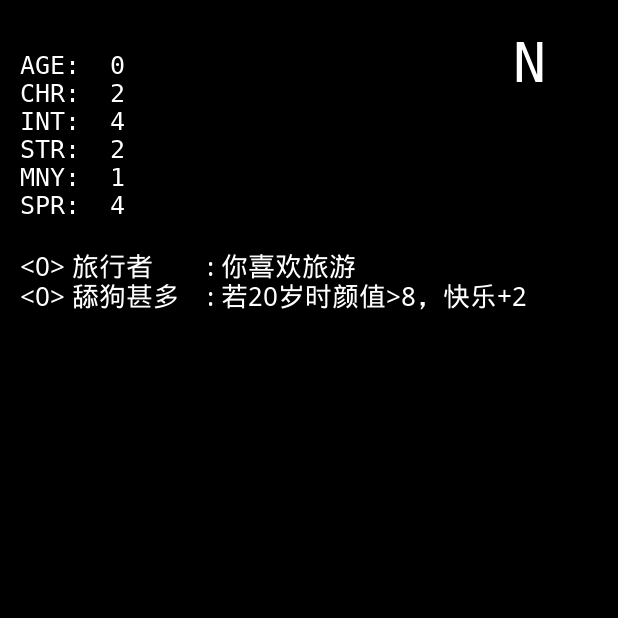 N
AGE: 0
CHR: 2
INT: 4
STR: 2
MNY: 1
SPR: 4
<O> 旅行者 : 你喜欢旅游
<O> 舔狗甚多 : 若20岁时颜值>8，快乐+2